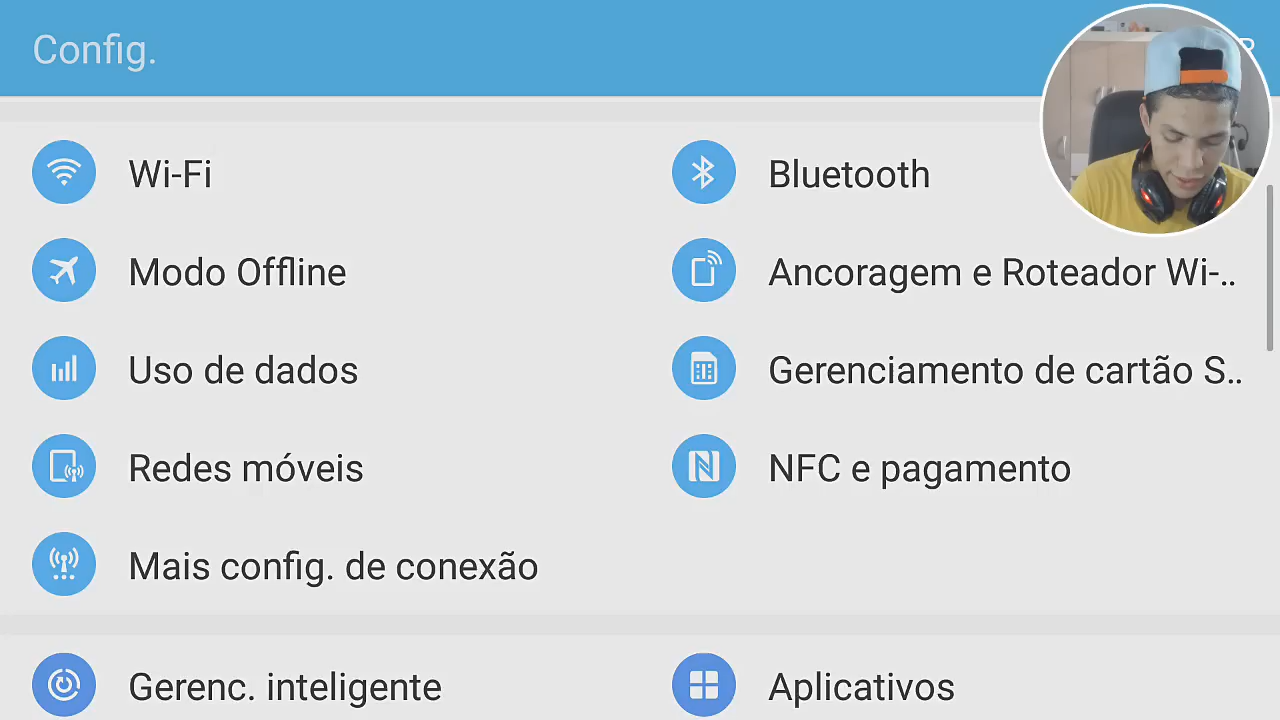 Config.
Wi-Fi
Bluetooth
Modo Offline
Ancoragem e Roteador Wi-..
Uso de dados
Gerenciamento de cartão S..
Redes móveis
NFC e pagamento
Mais config. de conexão
Gerenc. inteligente
Aplicativos